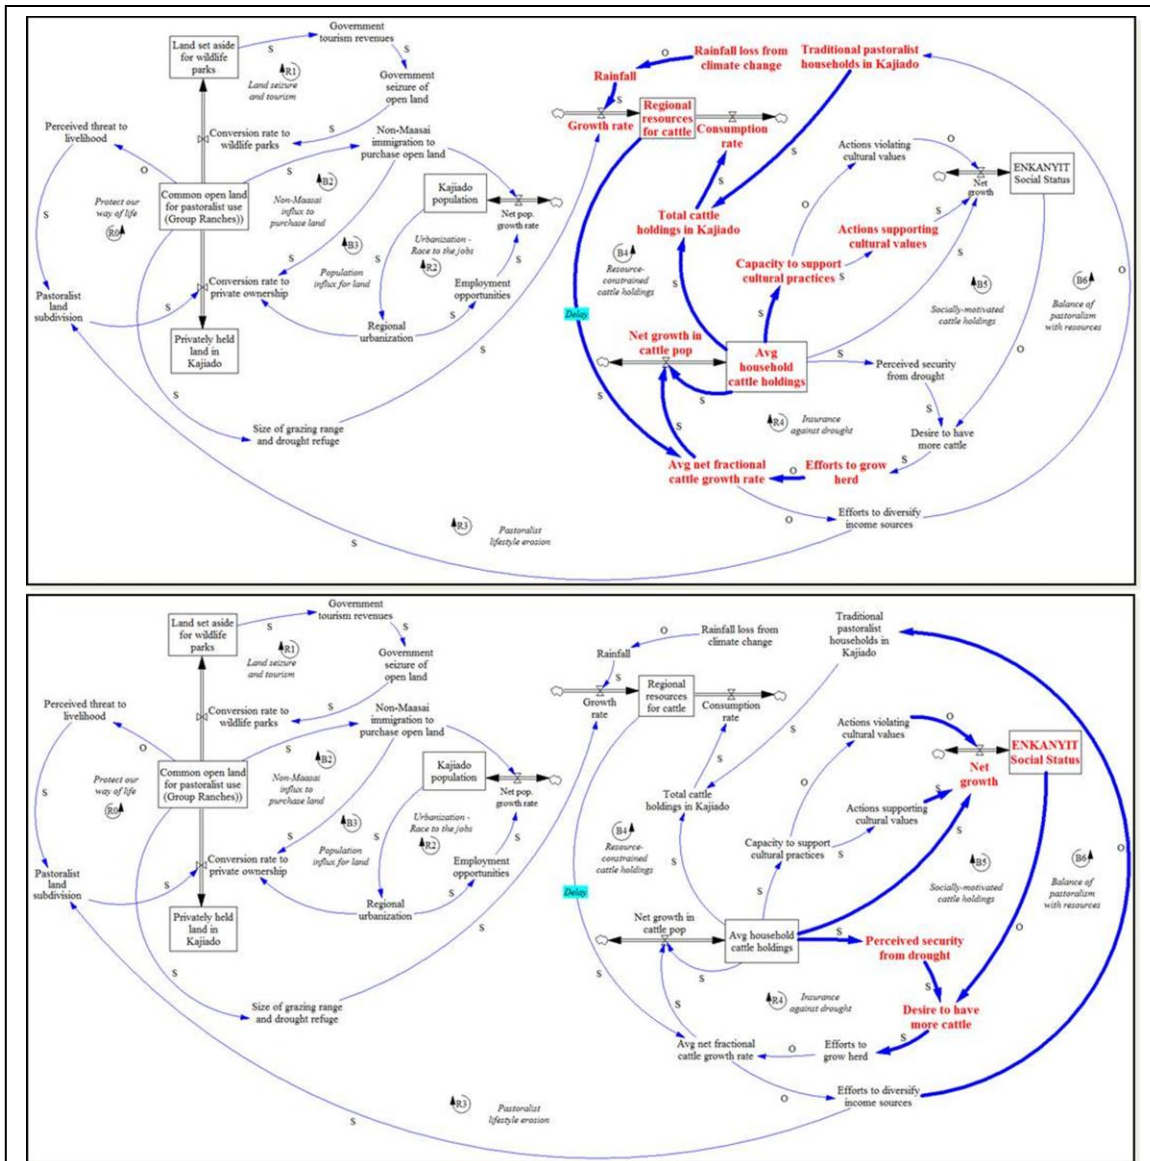 Government
tourism revenues
Land set aside
for wildlife
parks
S
S
R1
Land seizure
and tourism
Government
seizure of
open land
S
Perceived threat to
livelihood
Conversion rate to
wildlife parks
Non-Maasai
immigration to
purchase open land
O
S
S
Common open land
for pastoralist use
(Group Ranches))
Protect our
way of life
R0
B2
Non-Maasai
influx to
purchase land
S
S
Kajiado
population
Net pop.
growth rate
B3
Population
influx for land
Urbanization -
Race to the jobs
R2
S
S
Conversion rate to
private ownership
Employment
opportunities
S
Pastoralist
land subdivision
S
S
Regional
urbanization
S
Privately held
land in
Kajiado
S
S
Size of grazing range
and drought refuge
Rainfall loss from
climate change
O
Rainfall
Traditional pastoralist
households in Kajiado
S
Growth rate
Regional
resources
for cattle
Consumption
rate
S
S
Actions violating
cultural values
O
O
Net
growth
ENKANYIT
Social Status
Total cattle
holdings in Kajiado
Actions supporting
cultural values
S
S
S
Capacity to support
cultural practices
B4
Resource-
constrained
cattle holdings
S
S
B5
Socially-motivated
cattle holdings
B6
Balance of
pastoralism
with resources
O
O
Delay
Net growth in
cattle pop
Avg
household
cattle holdings
S
Perceived security
from drought
S
S
S
R4
Insurance
against drought
S
Desire to have
more cattle
S
Avg net fractional
cattle growth rate
O
Efforts to grow
herd
O
Efforts to diversify
income sources
R3
Pastoralist
lifestyle erosion
S
Government
tourism revenues
Land set aside
for wildlife
parks
S
S
R1
Land seizure
and tourism
Government
seizure of
open land
S
Perceived threat to
livelihood
Conversion rate to
wildlife parks
Non-Maasai
immigration to
purchase open land
O
S
S
Common open land
for pastoralist use
(Group Ranches))
Protect our
way of life
R0
B2
Non-Maasai
influx to
purchase land
S
S
Kajiado
population
Net pop.
growth rate
B3
Population
influx for land
Urbanization -
Race to the jobs
R2
S
S
Conversion rate to
private ownership
Employment
opportunities
S
Pastoralist
land subdivision
S
S
Regional
urbanization
S
Privately held
land in Kajiado
S
S
Size of grazing range
and drought refuge
Rainfall loss from
climate change
O
Rainfall
Traditional
pastoralist
households in
Kajiado
S
Growth
rate
Regional
resources
for cattle
Consumption
rate
S
S
Actions violating
cultural values
O
O
Net
growth
ENKANYIT
Social Status
Total cattle
holdings in Kajiado
Actions supporting
cultural values
S
S
S
Capacity to support
cultural practices
B4
Resource-
constrained
cattle holdings
S
S
B5
Socially-motivated
cattle holdings
B6
Balance of
pastoralism
with resources
O
O
Delay
Net growth in
cattle pop
Avg household
cattle holdings
S
Perceived security
from drought
S
S
S
R4
Insurance
against drought
S
Desire to have
more cattle
S
Avg net fractional
cattle growth rate
O
Efforts to
grow herd
O
Efforts to diversify
income sources
R3
Pastoralist
lifestyle erosion
S